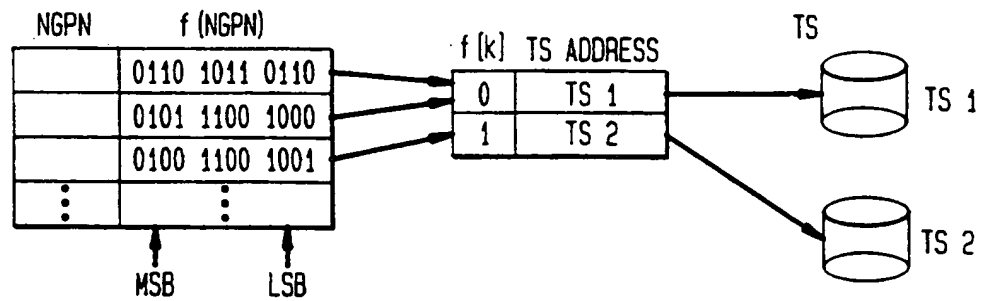 NGPN f (NGPN)
0110 1011 0110
0101 1100 1000
0100 1100 1001
MSB LSB
f (k) TS ADDRESS
0 TS 1
1 TS 2
TS
TS 1
TS 2